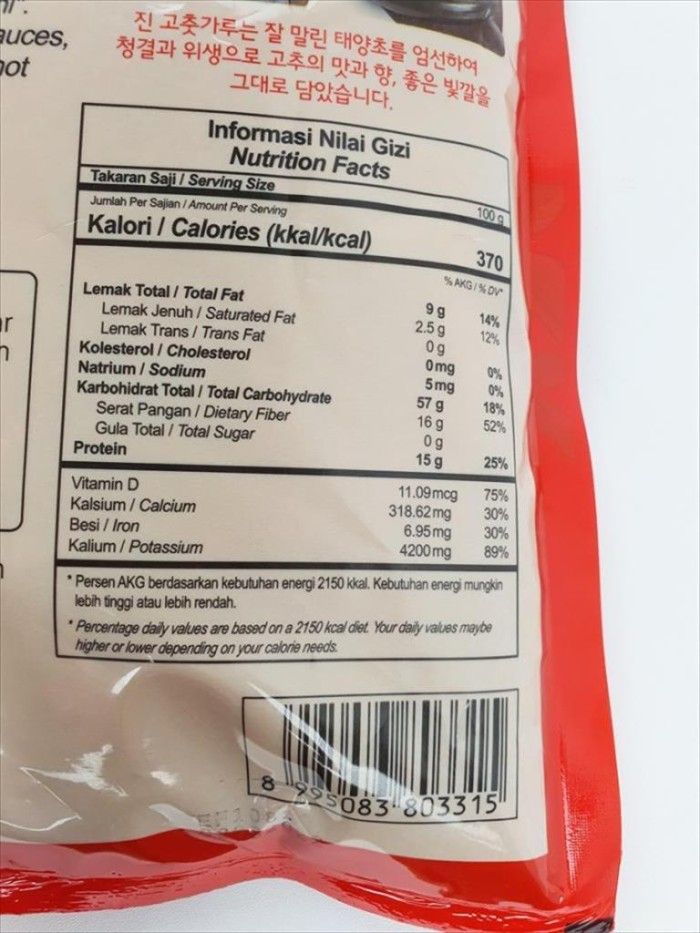 auces,
진 고춧가루는 잘 말린 태양초를 엄선하여
청결과 위생으로 고추의 맛과 향, 좋은 빛깔을
그대로 담았습니다.
Informasi Nilai Gizi
Nutrition Facts
Takaran Saji / Serving Size 100 g
Jumlah Per Sajian / Amount Per Serving
Kalori / Calories (kkal/kcal) 370
% AKG / % DV*
Lemak Total / Total Fat 9 g 14%
Lemak Jenuh / Saturated Fat 2.5 g 12%
Lemak Trans / Trans Fat 0 g
Kolesterol / Cholesterol 0 mg 0%
Natrium / Sodium 5 mg 0%
Karbohidrat Total / Total Carbohydrate 57 g 18%
Serat Pangan / Dietary Fiber 16 g 52%
Gula Total / Total Sugar 0 g
Protein 15 g 25%
Vitamin D 11.09 mcg 75%
Kalsium / Calcium 318.62 mg 30%
Besi / Iron 6.95 mg 30%
Kalium / Potassium 4200 mg 89%
* Persen AKG berdasarkan kebutuhan energi 2150 kkal. Kebutuhan energi mungkin
lebih tinggi atau lebih rendah.
* Percentage daily values are based on a 2150 kcal diet. Your daily values maybe
higher or lower depending on your calorie needs.
8 995083 803315